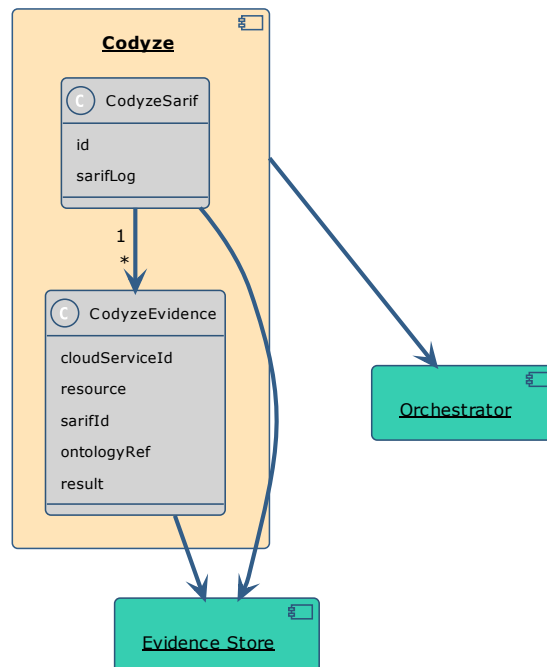 Codyze
C CodyzeSarif
id
sarifLog
1
*
C CodyzeEvidence
cloudServiceId
resource
sarifId
ontologyRef
result
Orchestrator
Evidence Store